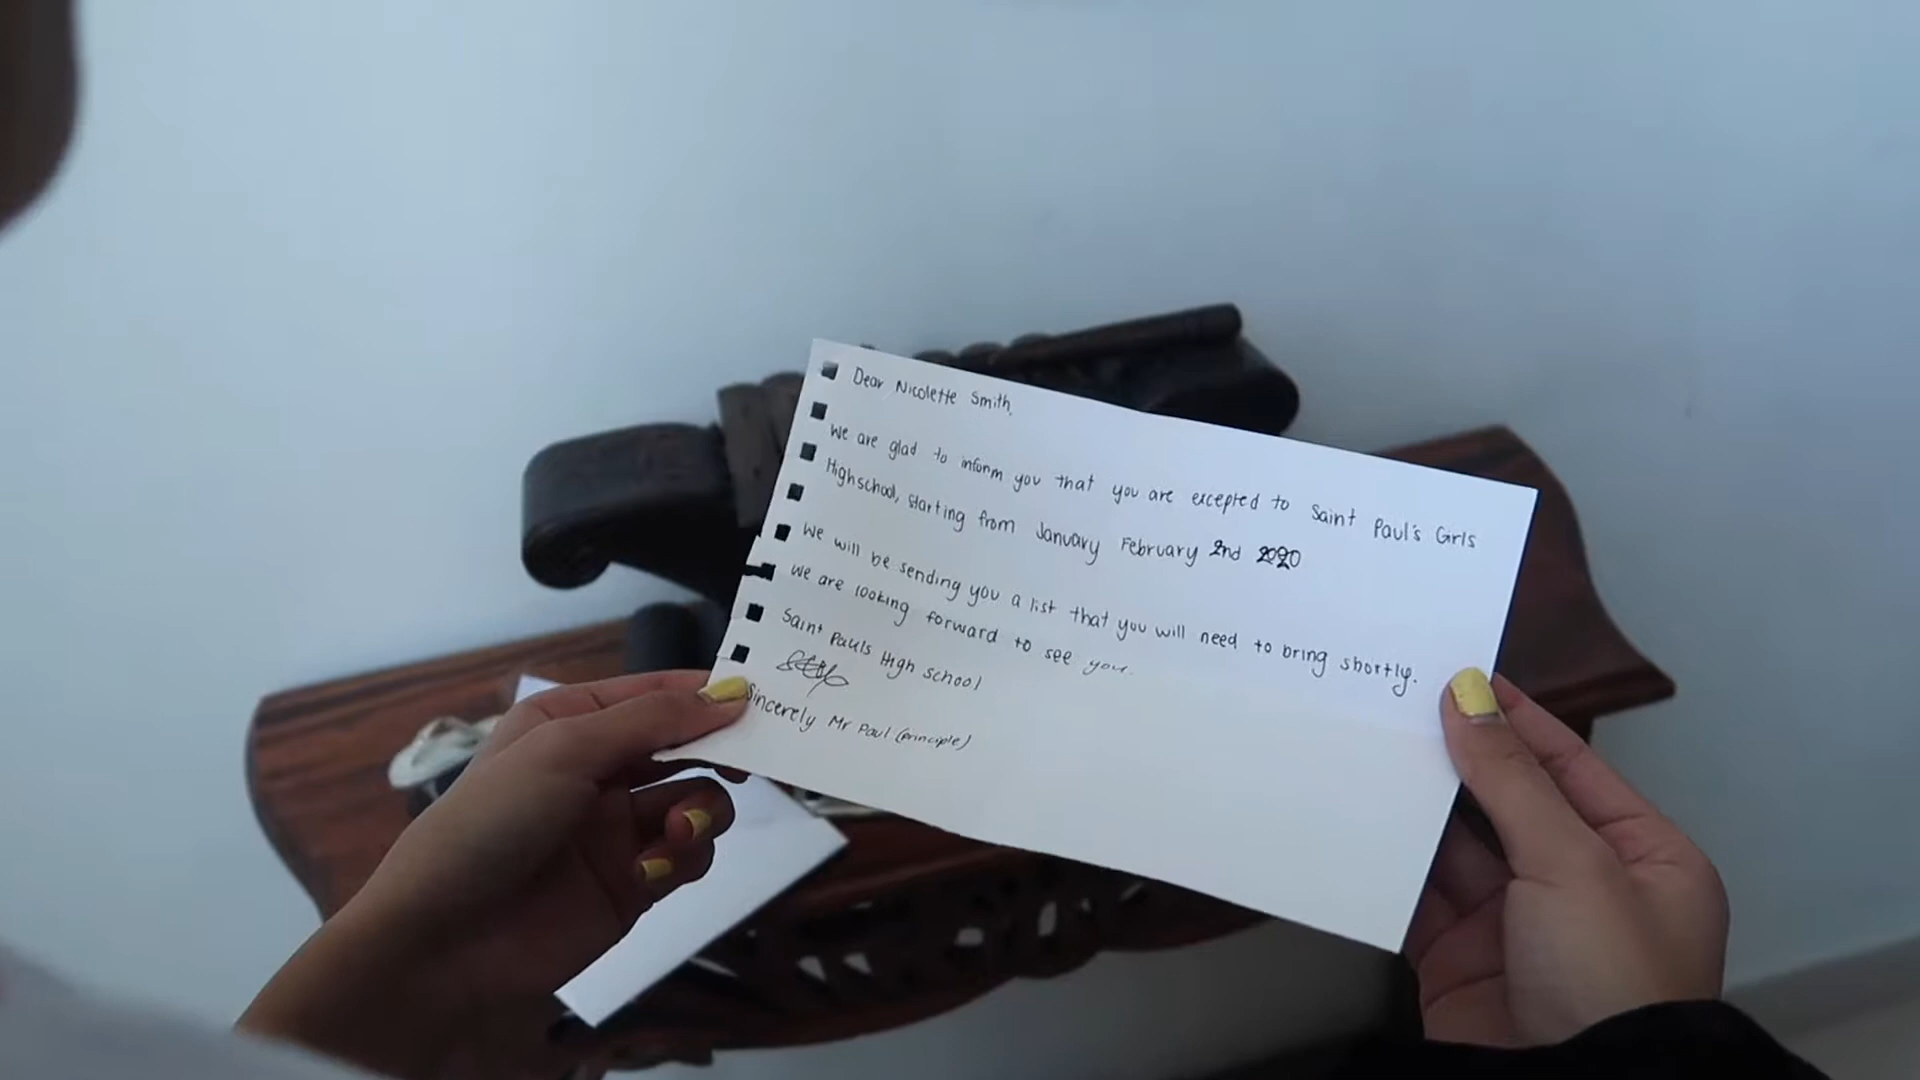 Dear Nicolette Smith,
We are glad to inform you that you are excepted to Saint Paul's Girls
Highschool, starting from January February 2nd 2020
We will be sending you a list that you will need to bring shortly.
We are looking forward to see you.
Saint Pauls High school
Sincerely Mr Paul (principle)